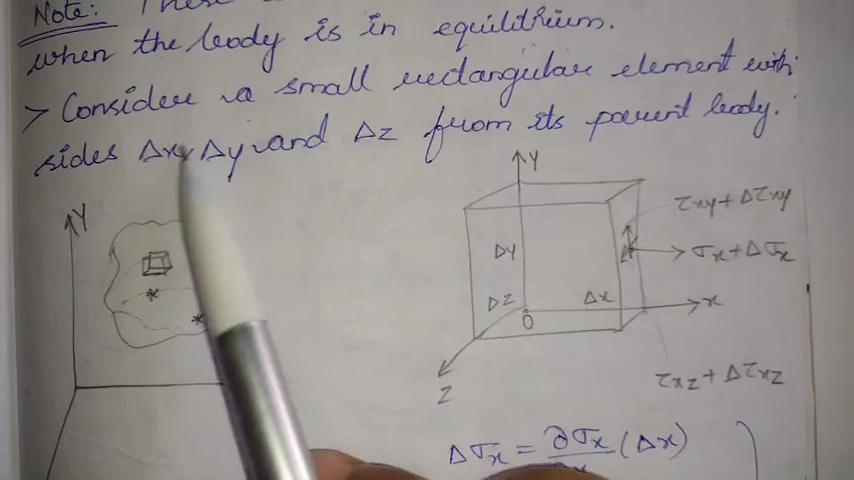 Note: There
when the body is in equilibrium.
> Consider a small rectangular element with
sides Δx, Δy and Δz from its parent body.
Y
Y
τxy + Δτxy
Δy
σx + Δσx
Δz
Δx
x
O
Z
τxz + Δτxz
Δσx = ∂σx/∂x (Δx)